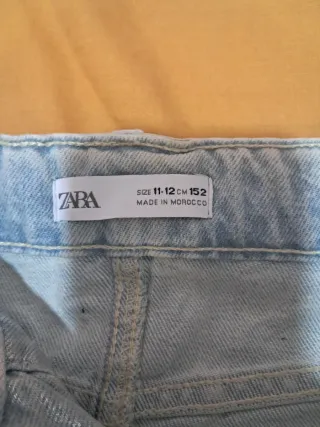 ZARA
SIZE 11-12 CM 152
MADE IN MOROCCO